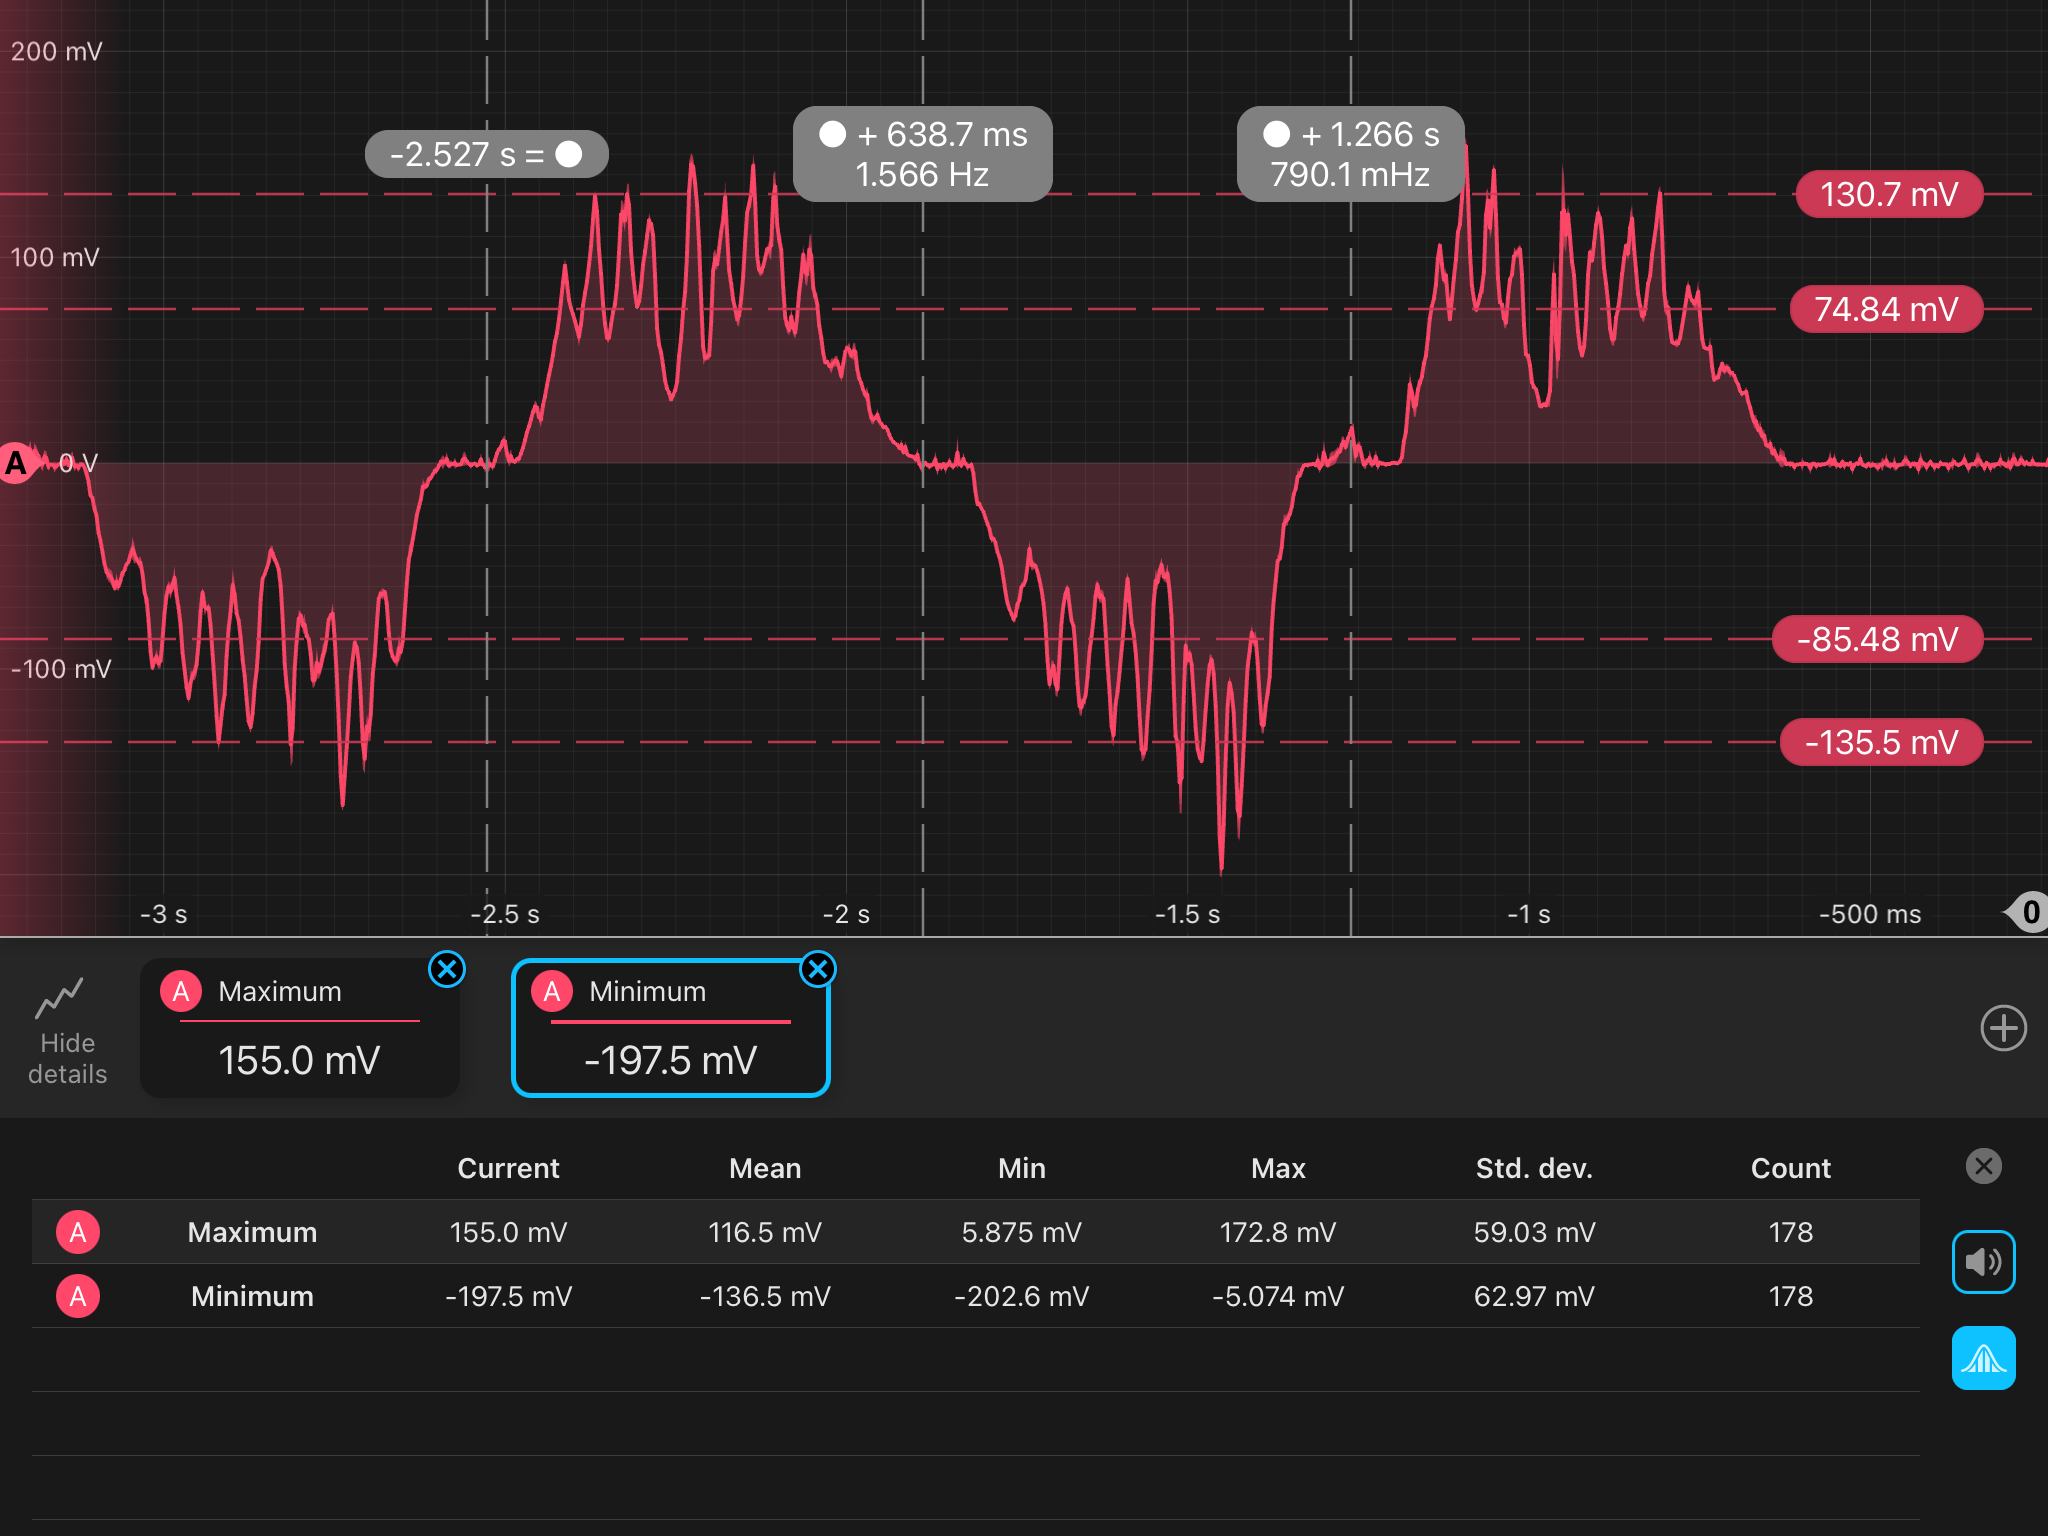 200 mV
-2.527 s =
+ 638.7 ms
1.566 Hz
+ 1.266 s
790.1 mHz
130.7 mV
100 mV
74.84 mV
A
0 V
-85.48 mV
-100 mV
-135.5 mV
-3 s
-2.5 s
-2 s
-1.5 s
-1 s
-500 ms
0
Hide
details
A Maximum
155.0 mV
A Minimum
-197.5 mV
Current Mean Min Max Std. dev. Count
A Maximum 155.0 mV 116.5 mV 5.875 mV 172.8 mV 59.03 mV 178
A Minimum -197.5 mV -136.5 mV -202.6 mV -5.074 mV 62.97 mV 178